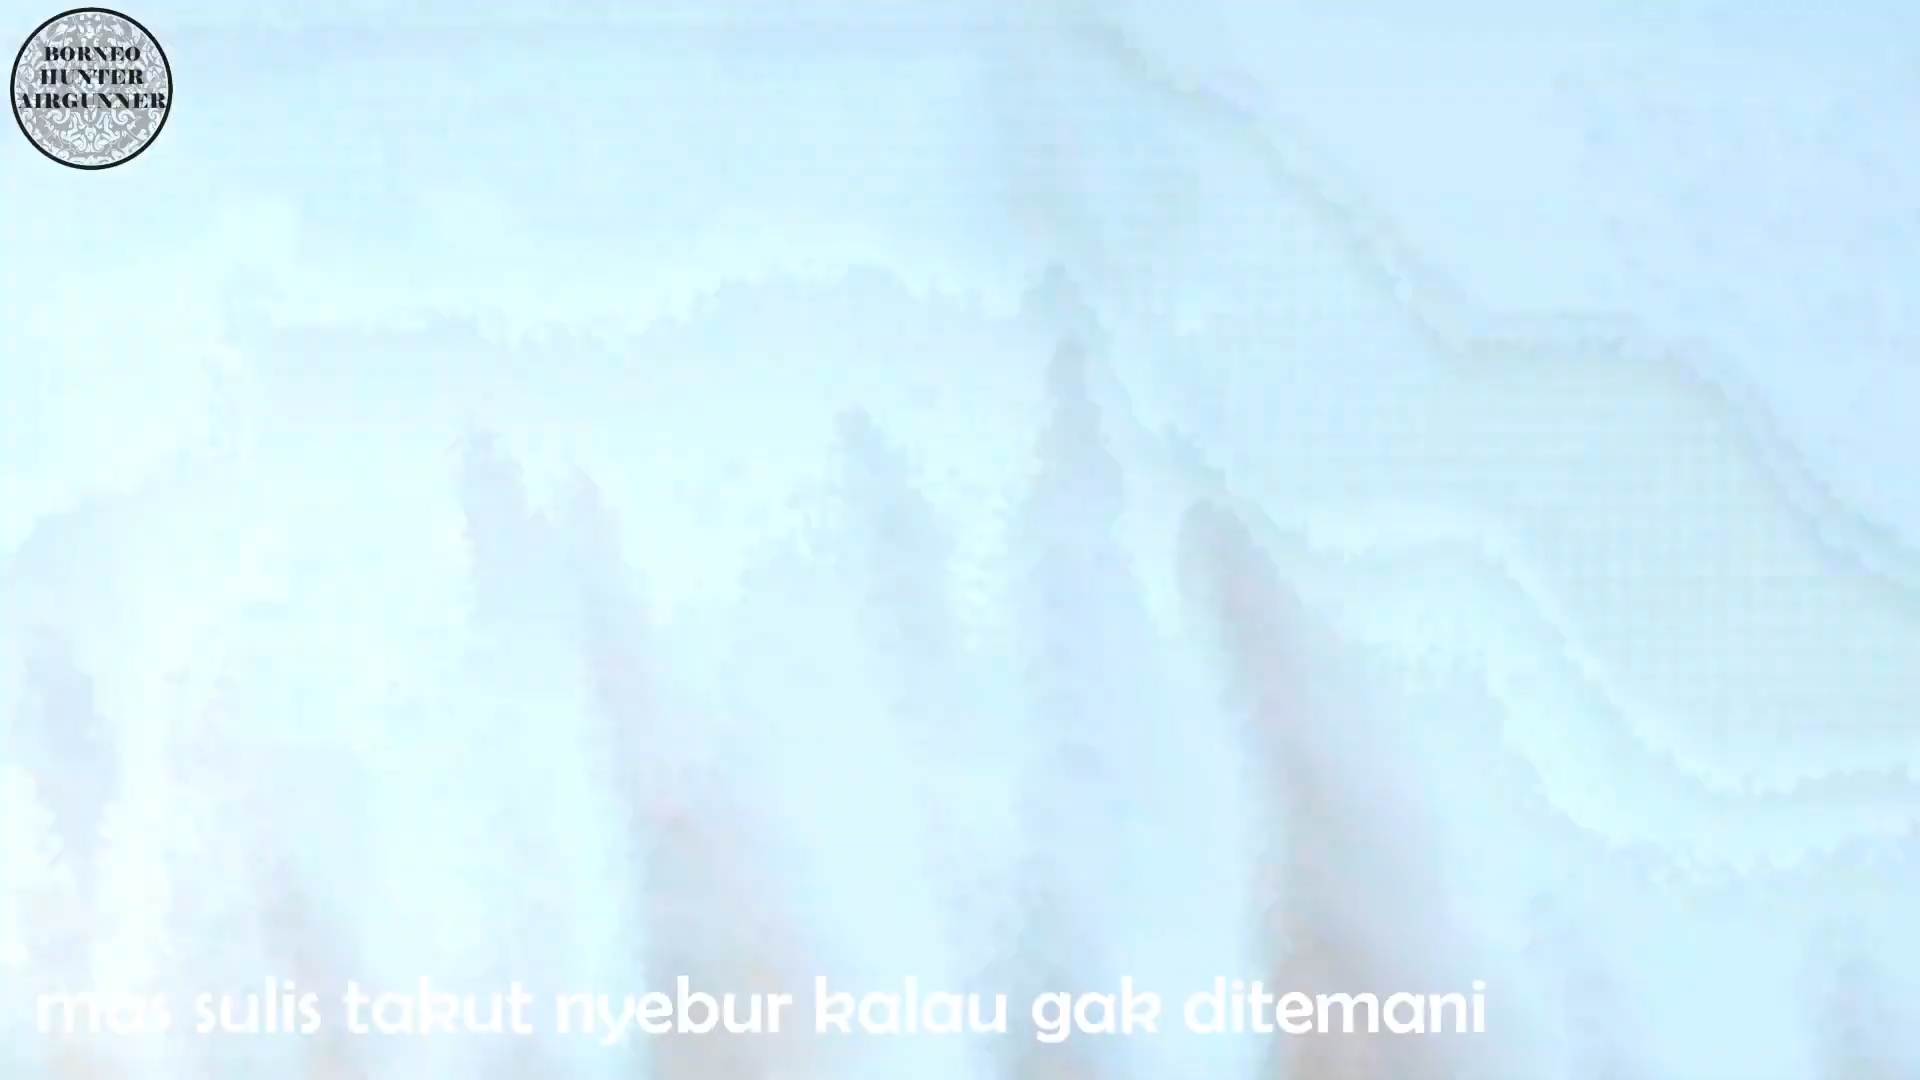 BORNEO
HUNTER
AIRGUNNER
mas sulis takut nyebur kalau gak ditemani